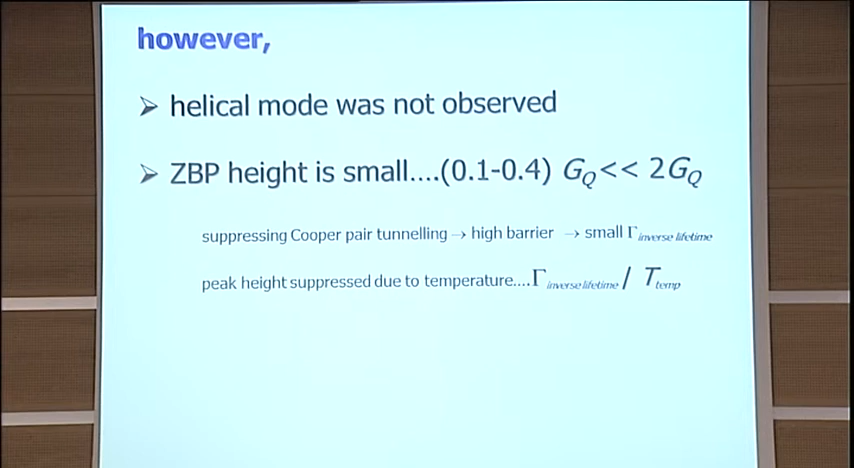 however,
➢ helical mode was not observed
➢ ZBP height is small....(0.1-0.4) G_Q<< 2G_Q
suppressing Cooper pair tunnelling → high barrier → small Γ_inverse lifetime
peak height suppressed due to temperature....Γ_inverse lifetime / T_temp